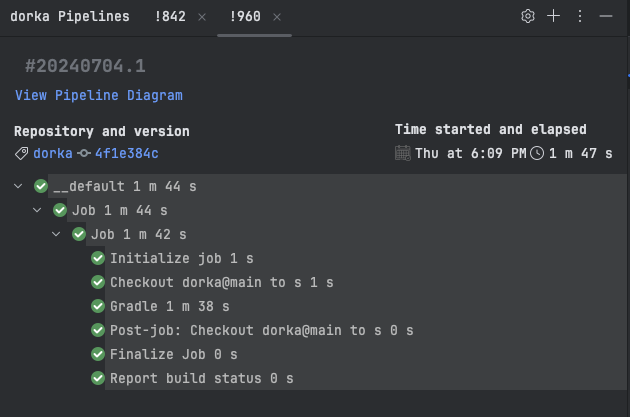 dorka Pipelines !842 !960
#20240704.1
View Pipeline Diagram
Repository and version
Time started and elapsed
dorka 4f1e384c
Thu at 6:09 PM 1 m 47 s
__default 1 m 44 s
Job 1 m 44 s
Job 1 m 42 s
Initialize job 1 s
Checkout dorka@main to s 1 s
Gradle 1 m 38 s
Post-job: Checkout dorka@main to s 0 s
Finalize Job 0 s
Report build status 0 s